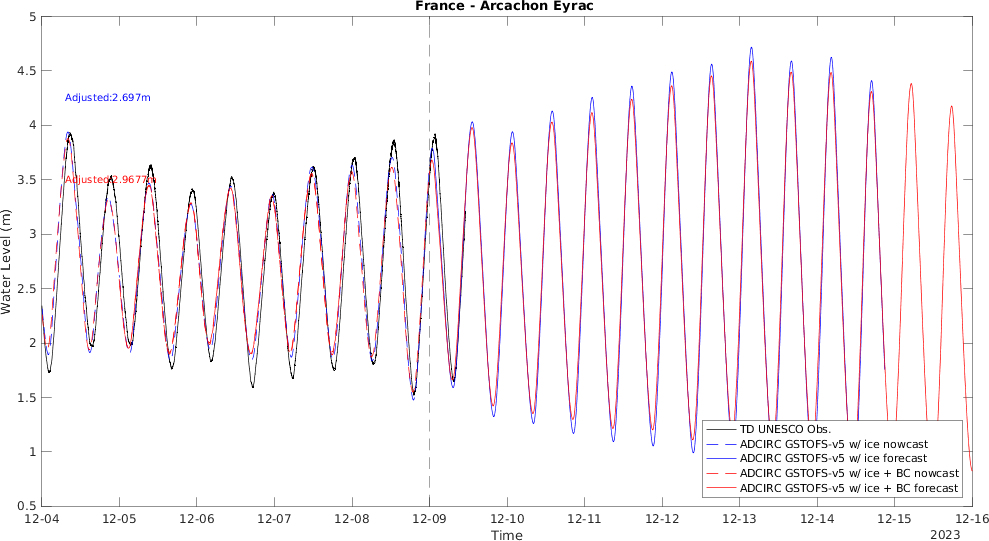 France - Arcachon Eyrac
5
4.5
4
3.5
3
2.5
2
1.5
1
0.5
Water Level (m)
Adjusted:2.697m
Adjusted:2.9677m
TD UNESCO Obs.
ADCIRC GSTOFS-v5 w/ ice nowcast
ADCIRC GSTOFS-v5 w/ ice forecast
ADCIRC GSTOFS-v5 w/ ice + BC nowcast
ADCIRC GSTOFS-v5 w/ ice + BC forecast
12-04 12-05 12-06 12-07 12-08 12-09 12-10 12-11 12-12 12-13 12-14 12-15 12-16
Time
2023